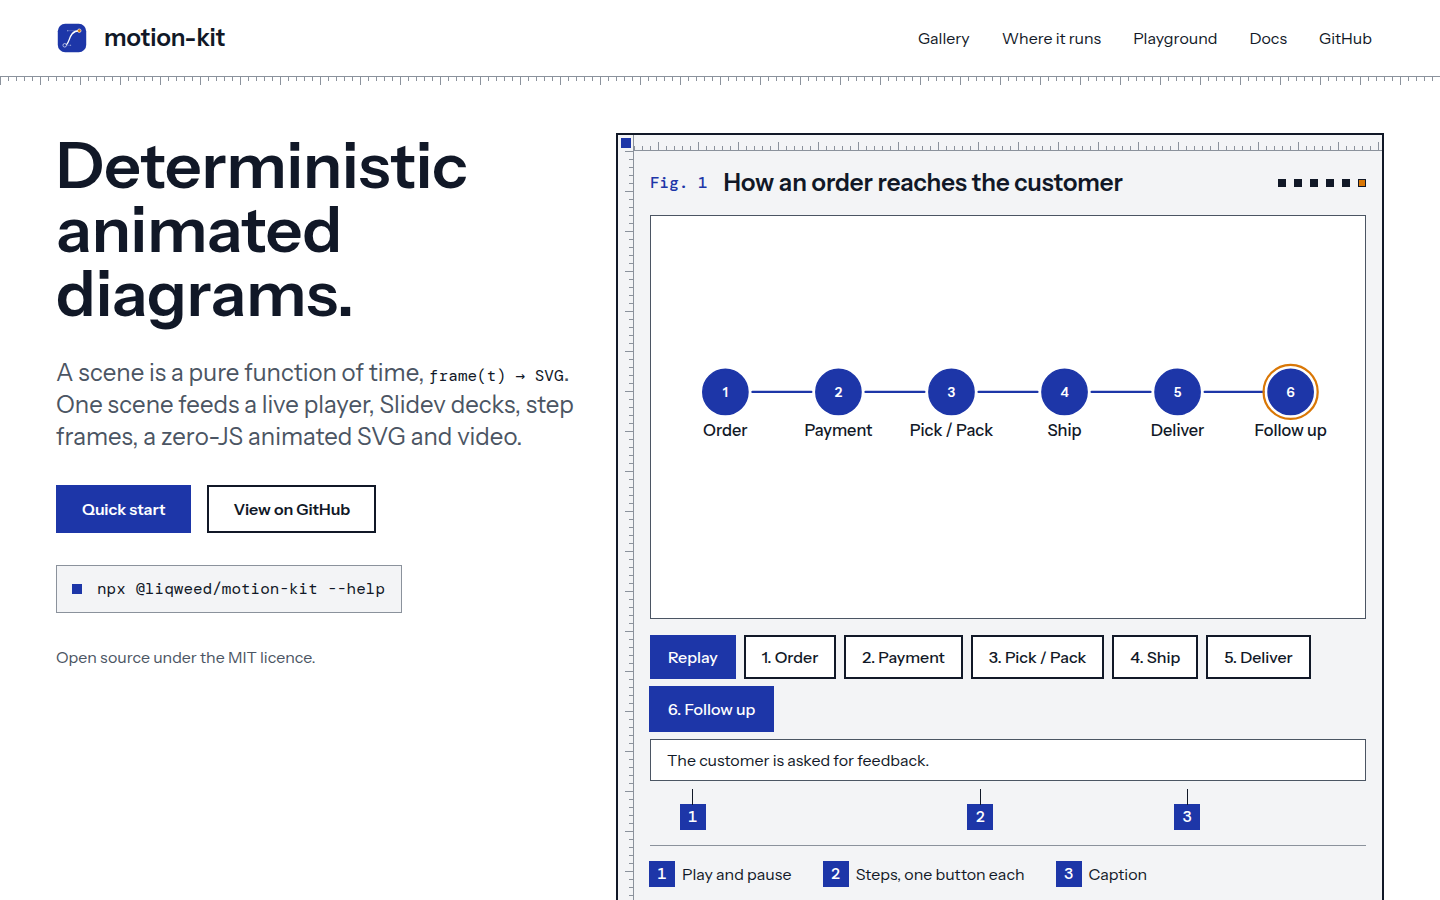 motion-kit
Gallery
Where it runs
Playground
Docs
GitHub
Deterministic
animated
diagrams.
A scene is a pure function of time, frame(t) → SVG.
One scene feeds a live player, Slidev decks, step
frames, a zero-JS animated SVG and video.
Quick start
View on GitHub
npx @liqweed/motion-kit --help
Open source under the MIT licence.
Fig. 1 How an order reaches the customer
1 2 3 4 5 6
Order Payment Pick / Pack Ship Deliver Follow up
Replay
1. Order
2. Payment
3. Pick / Pack
4. Ship
5. Deliver
6. Follow up
The customer is asked for feedback.
1 2 3
1 Play and pause
2 Steps, one button each
3 Caption